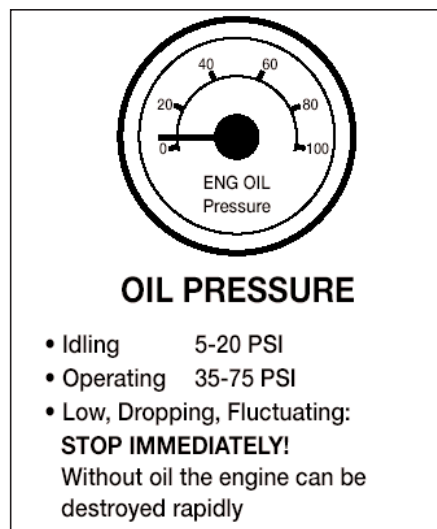 40 60
20 80
0 100
ENG OIL
Pressure
OIL PRESSURE
• Idling 5-20 PSI
• Operating 35-75 PSI
• Low, Dropping, Fluctuating:
STOP IMMEDIATELY!
Without oil the engine can be
destroyed rapidly